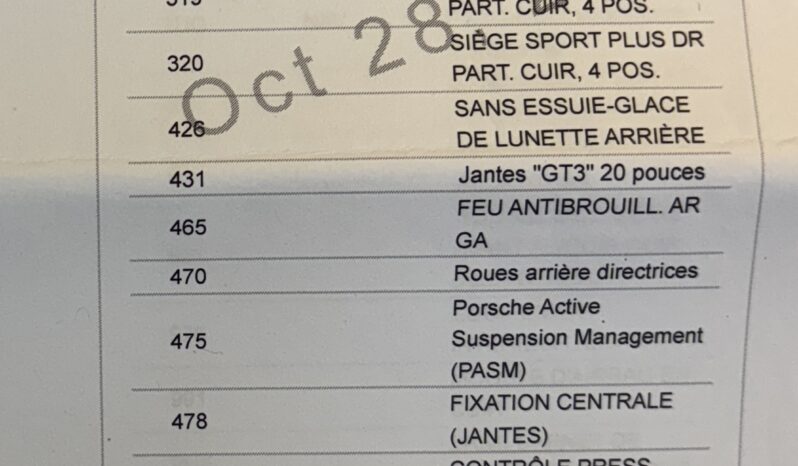 PART. CUIR, 4 POS.
320 SIÈGE SPORT PLUS DR
PART. CUIR, 4 POS.
Oct 28
426 SANS ESSUIE-GLACE
DE LUNETTE ARRIÈRE
431 Jantes "GT3" 20 pouces
465 FEU ANTIBROUILL. AR
GA
470 Roues arrière directrices
475 Porsche Active
Suspension Management
(PASM)
478 FIXATION CENTRALE
(JANTES)
CONTRÔLE PRESS